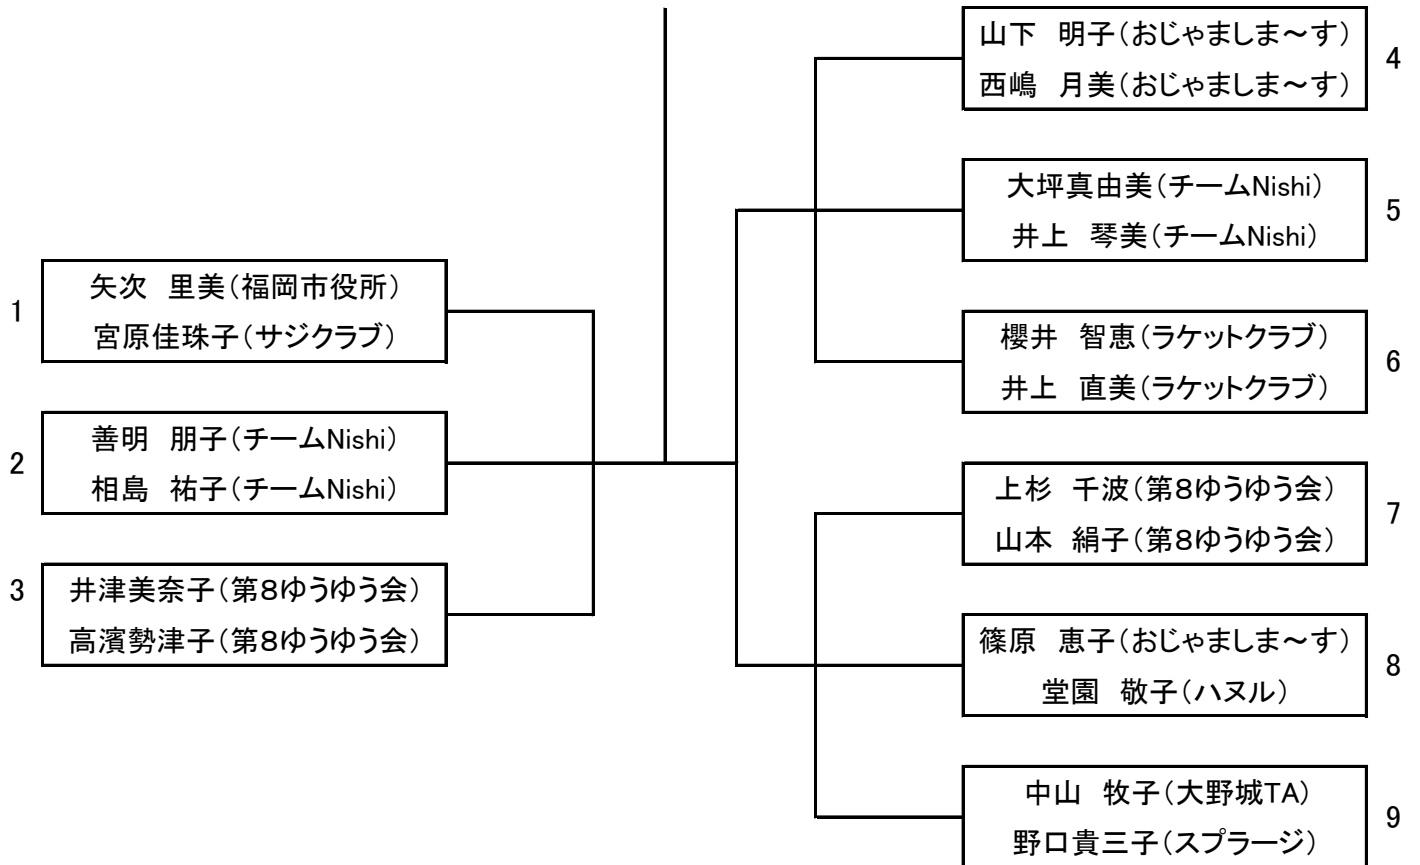 1
矢次　里美（福岡市役所）
宮原佳珠子（サジクラブ）
2
善明　朋子（チームNishi）
相島　祐子（チームNishi）
3
井津美奈子（第8ゆうゆう会）
高濱勢津子（第8ゆうゆう会）
山下　明子（おじゃましま～す）
西嶋　月美（おじゃましま～す）
4
大坪真由美（チームNishi）
井上　琴美（チームNishi）
5
櫻井　智恵（ラケットクラブ）
井上　直美（ラケットクラブ）
6
上杉　千波（第8ゆうゆう会）
山本　絹子（第8ゆうゆう会）
7
篠原　恵子（おじゃましま～す）
堂園　敬子（ハヌル）
8
中山　牧子（大野城TA）
野口貴三子（スプラージ）
9